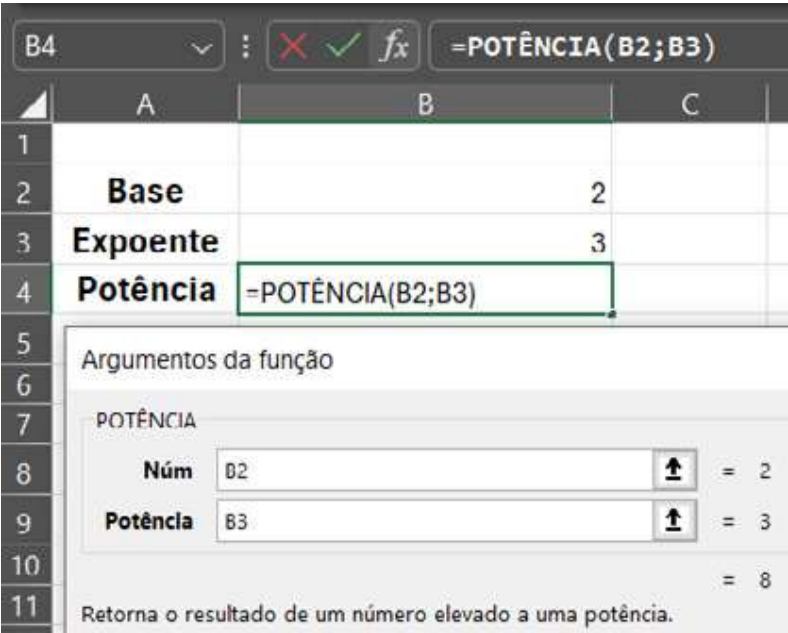 B4 fx =POTÊNCIA(B2;B3)
A B C
1
2 Base 2
3 Expoente 3
4 Potência =POTÊNCIA(B2;B3)
5
Argumentos da função
6
7 POTÊNCIA
8 Núm B2 = 2
9 Potência B3 = 3
10 = 8
11 Retorna o resultado de um número elevado a uma potência.